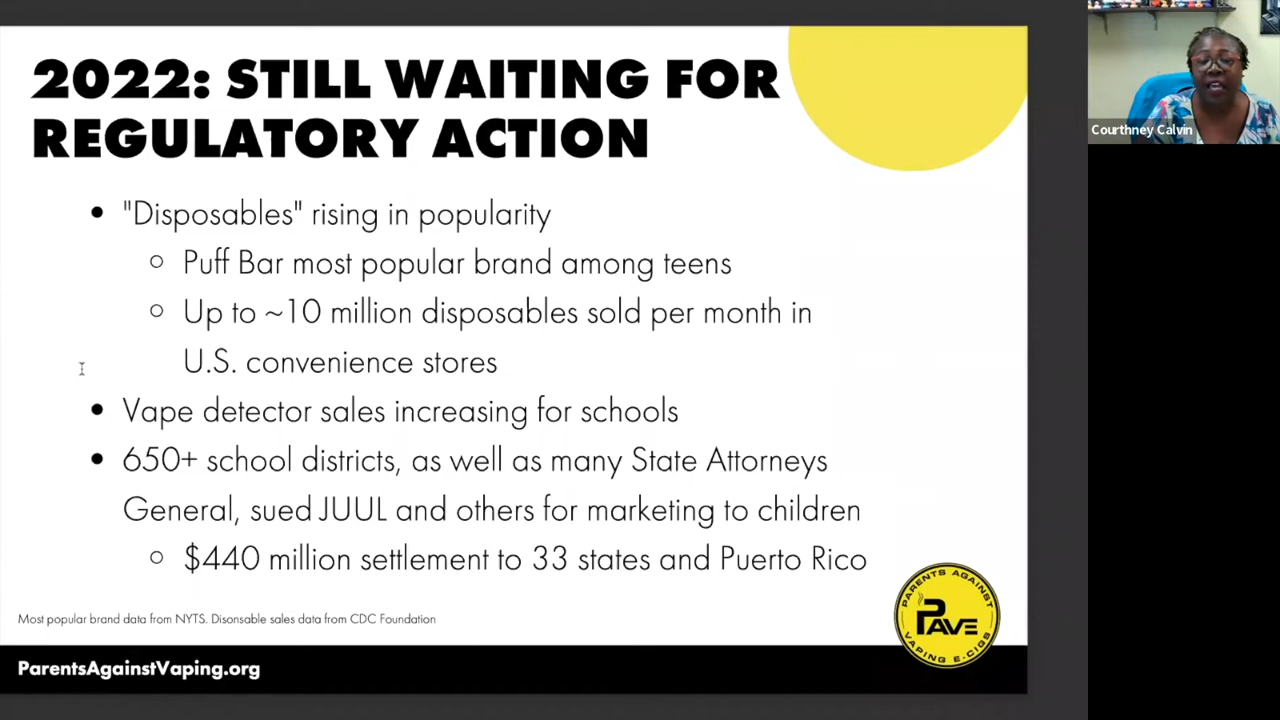 2022: STILL WAITING FOR
REGULATORY ACTION
• "Disposables" rising in popularity
○ Puff Bar most popular brand among teens
○ Up to ~10 million disposables sold per month in
U.S. convenience stores
• Vape detector sales increasing for schools
• 650+ school districts, as well as many State Attorneys
General, sued JUUL and others for marketing to children
○ $440 million settlement to 33 states and Puerto Rico
Most popular brand data from NYTS. Disonsable sales data from CDC Foundation
PARENTS AGAINST
PAVE
VAPING E-CIGS
ParentsAgainstVaping.org
Courthney Calvin